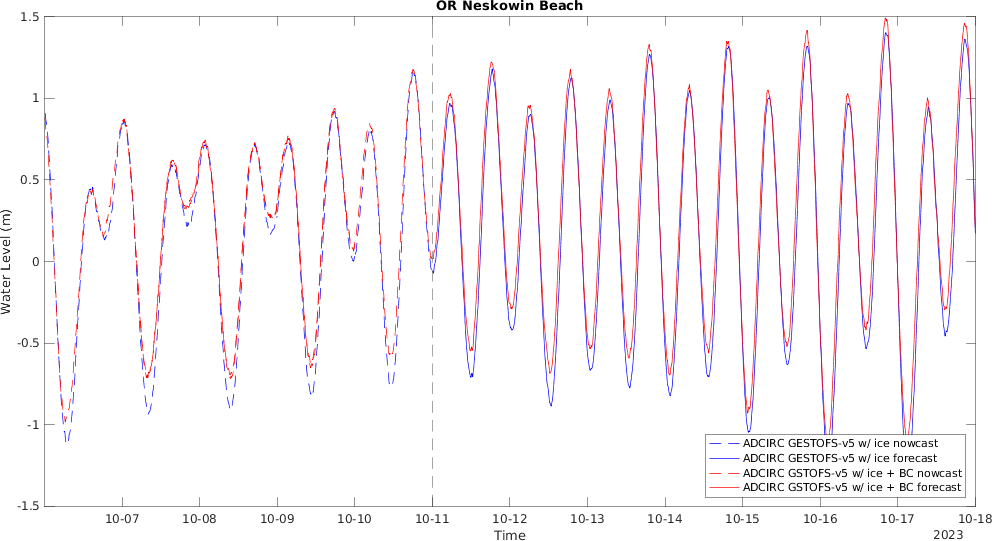 OR Neskowin Beach
1.5
1
0.5
0
-0.5
-1
-1.5
Water Level (m)
10-07 10-08 10-09 10-10 10-11 10-12 10-13 10-14 10-15 10-16 10-17 10-18
Time
2023
ADCIRC GESTOFS-v5 w/ ice nowcast
ADCIRC GESTOFS-v5 w/ ice forecast
ADCIRC GSTOFS-v5 w/ ice + BC nowcast
ADCIRC GSTOFS-v5 w/ ice + BC forecast